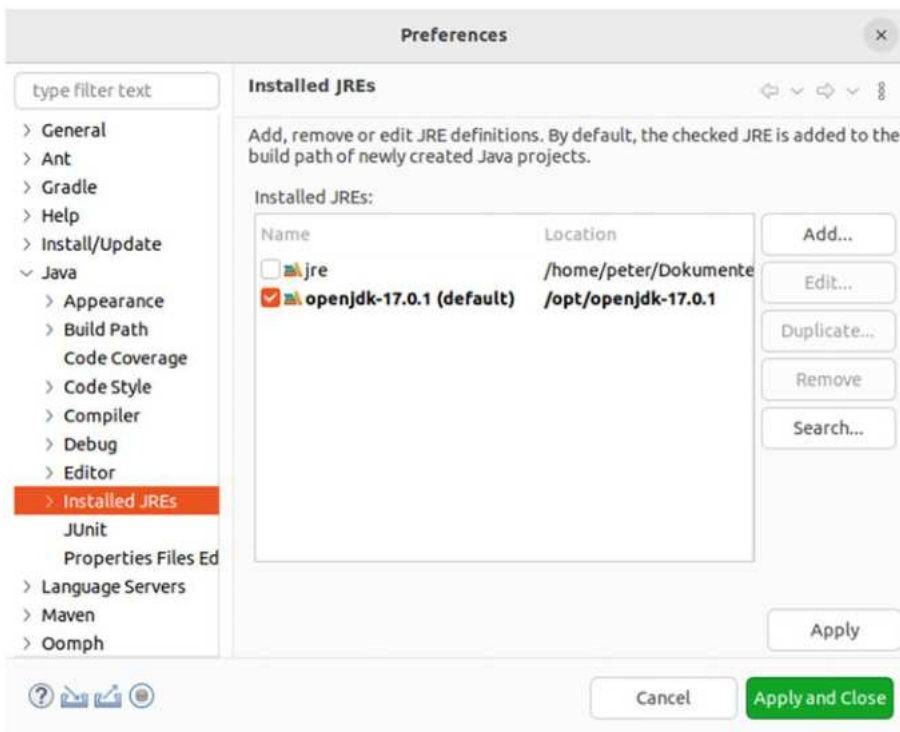 Preferences
type filter text
General
Ant
Gradle
Help
Install/Update
Java
Appearance
Build Path
Code Coverage
Code Style
Compiler
Debug
Editor
Installed JREs
JUnit
Properties Files Ed
Language Servers
Maven
Oomph
Installed JREs
Add, remove or edit JRE definitions. By default, the checked JRE is added to the
build path of newly created Java projects.
Installed JREs:
Name Location
jre /home/peter/Dokumente
openjdk-17.0.1 (default) /opt/openjdk-17.0.1
Add...
Edit...
Duplicate...
Remove
Search...
Apply
Cancel Apply and Close